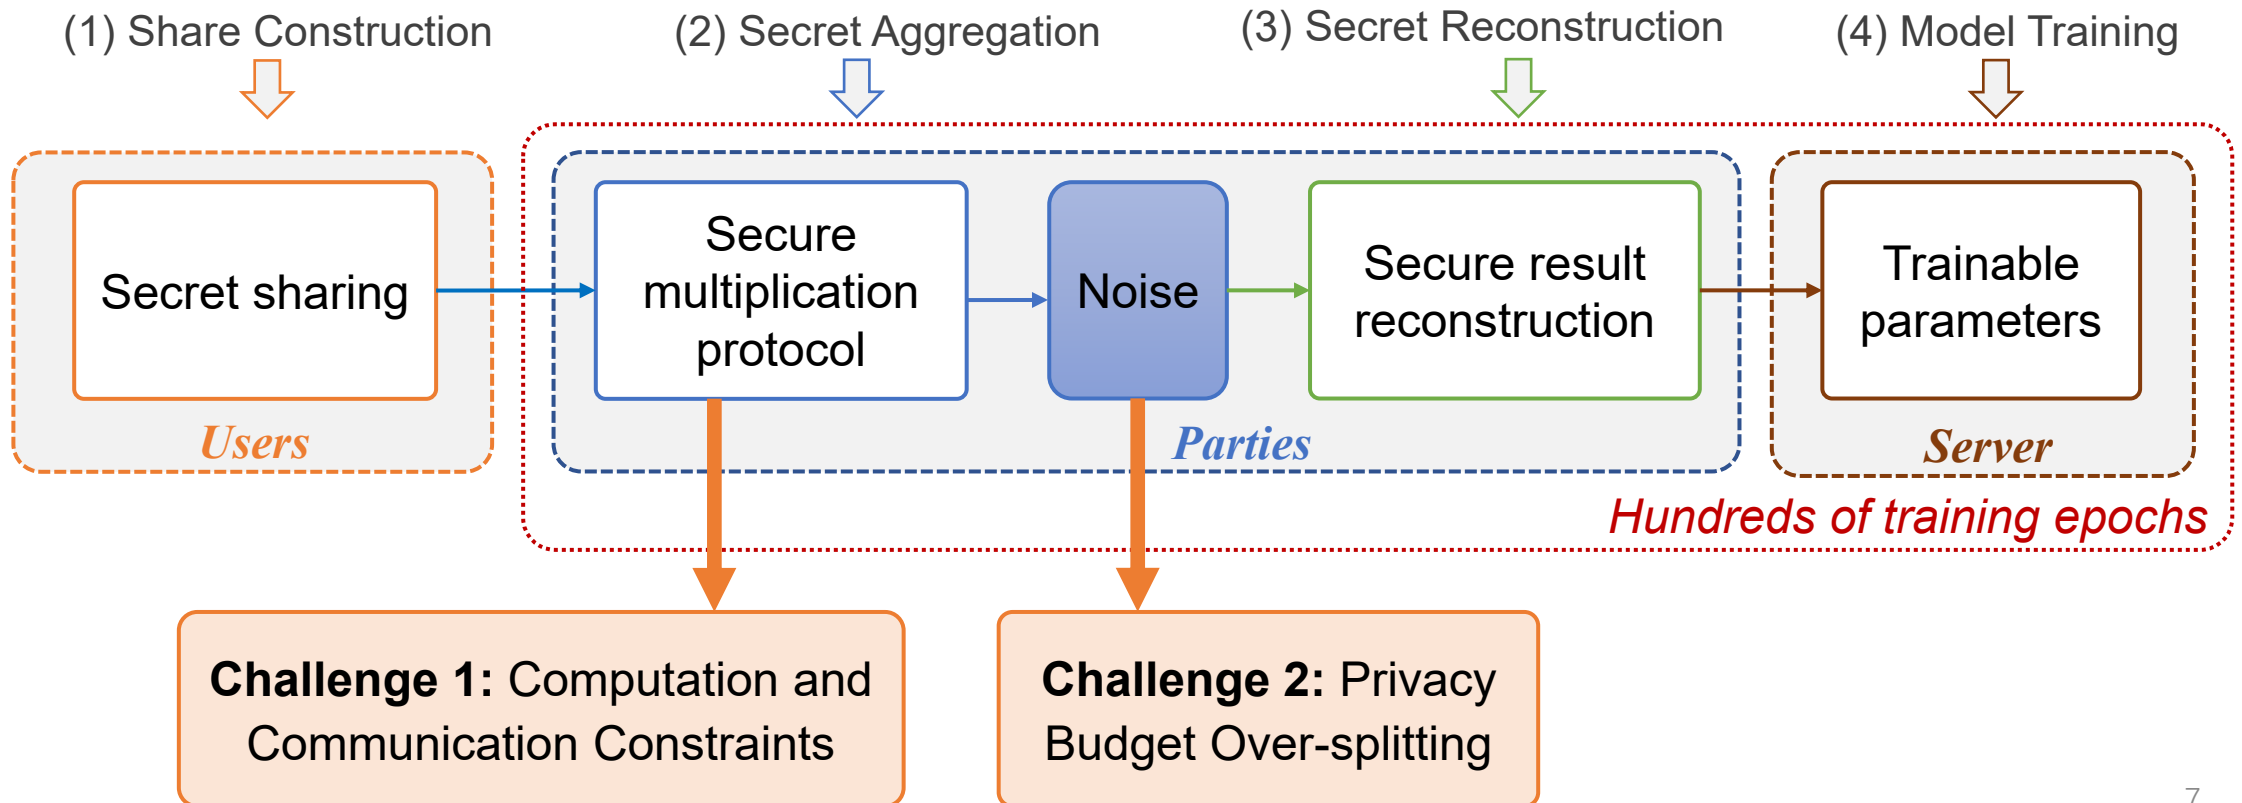 (1) Share Construction
(2) Secret Aggregation
(3) Secret Reconstruction
(4) Model Training
Secret sharing
Users
Secure
multiplication
protocol
Noise
Secure result
reconstruction
Parties
Trainable
parameters
Server
Hundreds of training epochs
Challenge 1: Computation and
Communication Constraints
Challenge 2: Privacy
Budget Over-splitting
7